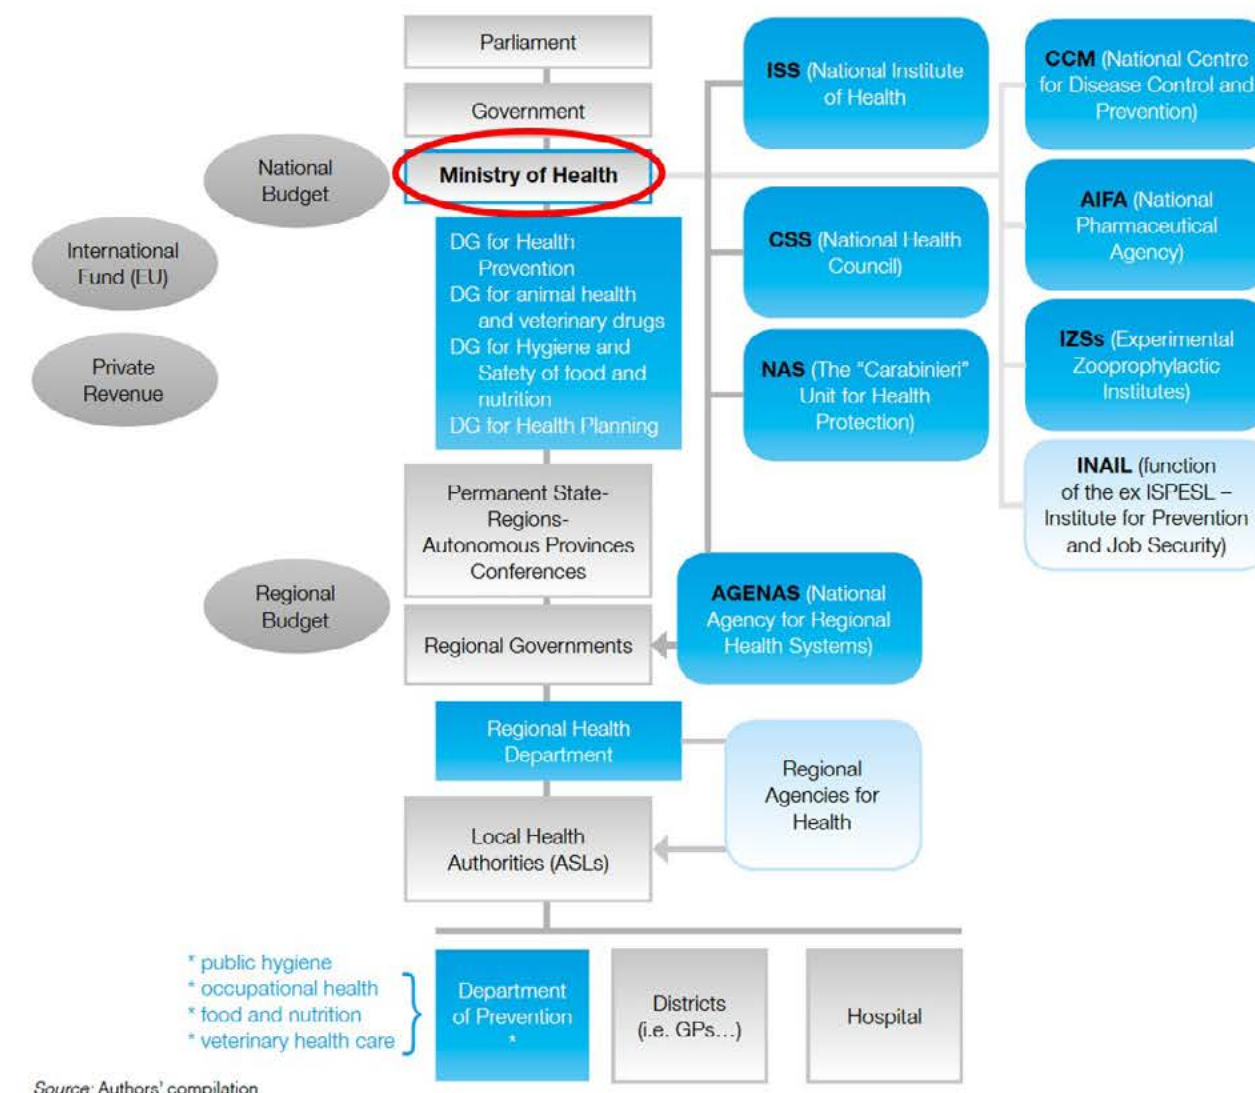 Parliament
Government
Ministry of Health
National
Budget
International
Fund (EU)
Private
Revenue
DG for Health
Prevention
DG for animal health
and veterinary drugs
DG for Hygiene and
Safety of food and
nutrition
DG for Health Planning
ISS (National Institute
of Health
CSS (National Health
Council)
NAS (The "Carabinieri"
Unit for Health
Protection)
CCM (National Centre
for Disease Control and
Prevention)
AIFA (National
Pharmaceutical
Agency)
IZSs (Experimental
Zooprophylactic
Institutes)
INAIL (function
of the ex ISPESL –
Institute for Prevention
and Job Security)
Permanent State-
Regions-
Autonomous Provinces
Conferences
Regional
Budget
Regional Governments
AGENAS (National
Agency for Regional
Health Systems)
Regional Health
Department
Regional
Agencies for
Health
Local Health
Authorities (ASLs)
* public hygiene
* occupational health
* food and nutrition
* veterinary health care
Department
of Prevention
*
Districts
(i.e. GPs...)
Hospital
Source: Authors' compilation